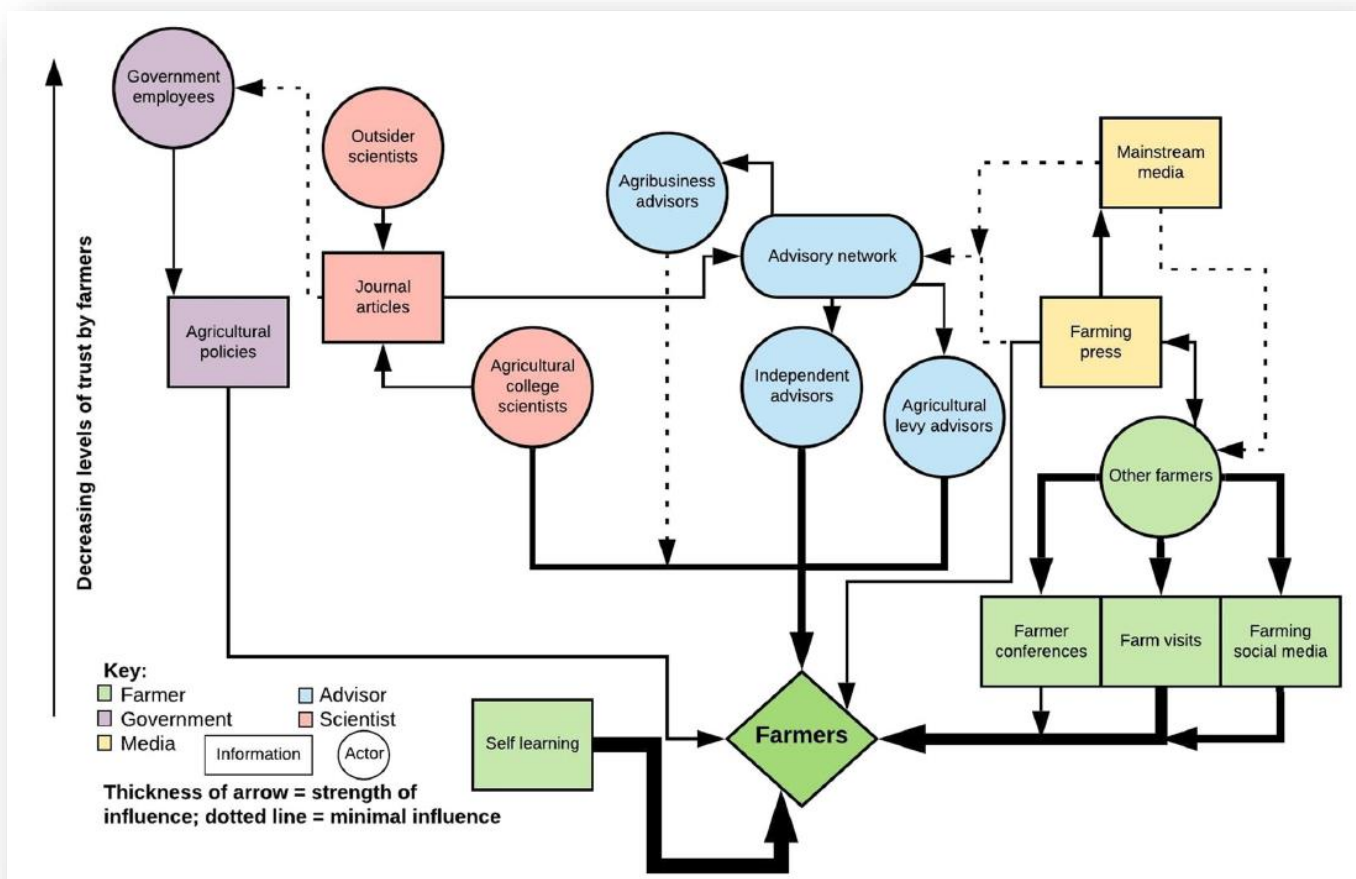 Government
employees
Outsider
scientists
Agribusiness
advisors
Mainstream
media
Advisory network
Journal
articles
Agricultural
policies
Farming
press
Agricultural
college
scientists
Independent
advisors
Agricultural
levy advisors
Other farmers
Decreasing levels of trust by farmers
Farmer
conferences
Farm visits
Farming
social media
Self learning
Farmers
Key:
Farmer
Advisor
Government
Scientist
Media
Information
Actor
Thickness of arrow = strength of
influence; dotted line = minimal influence